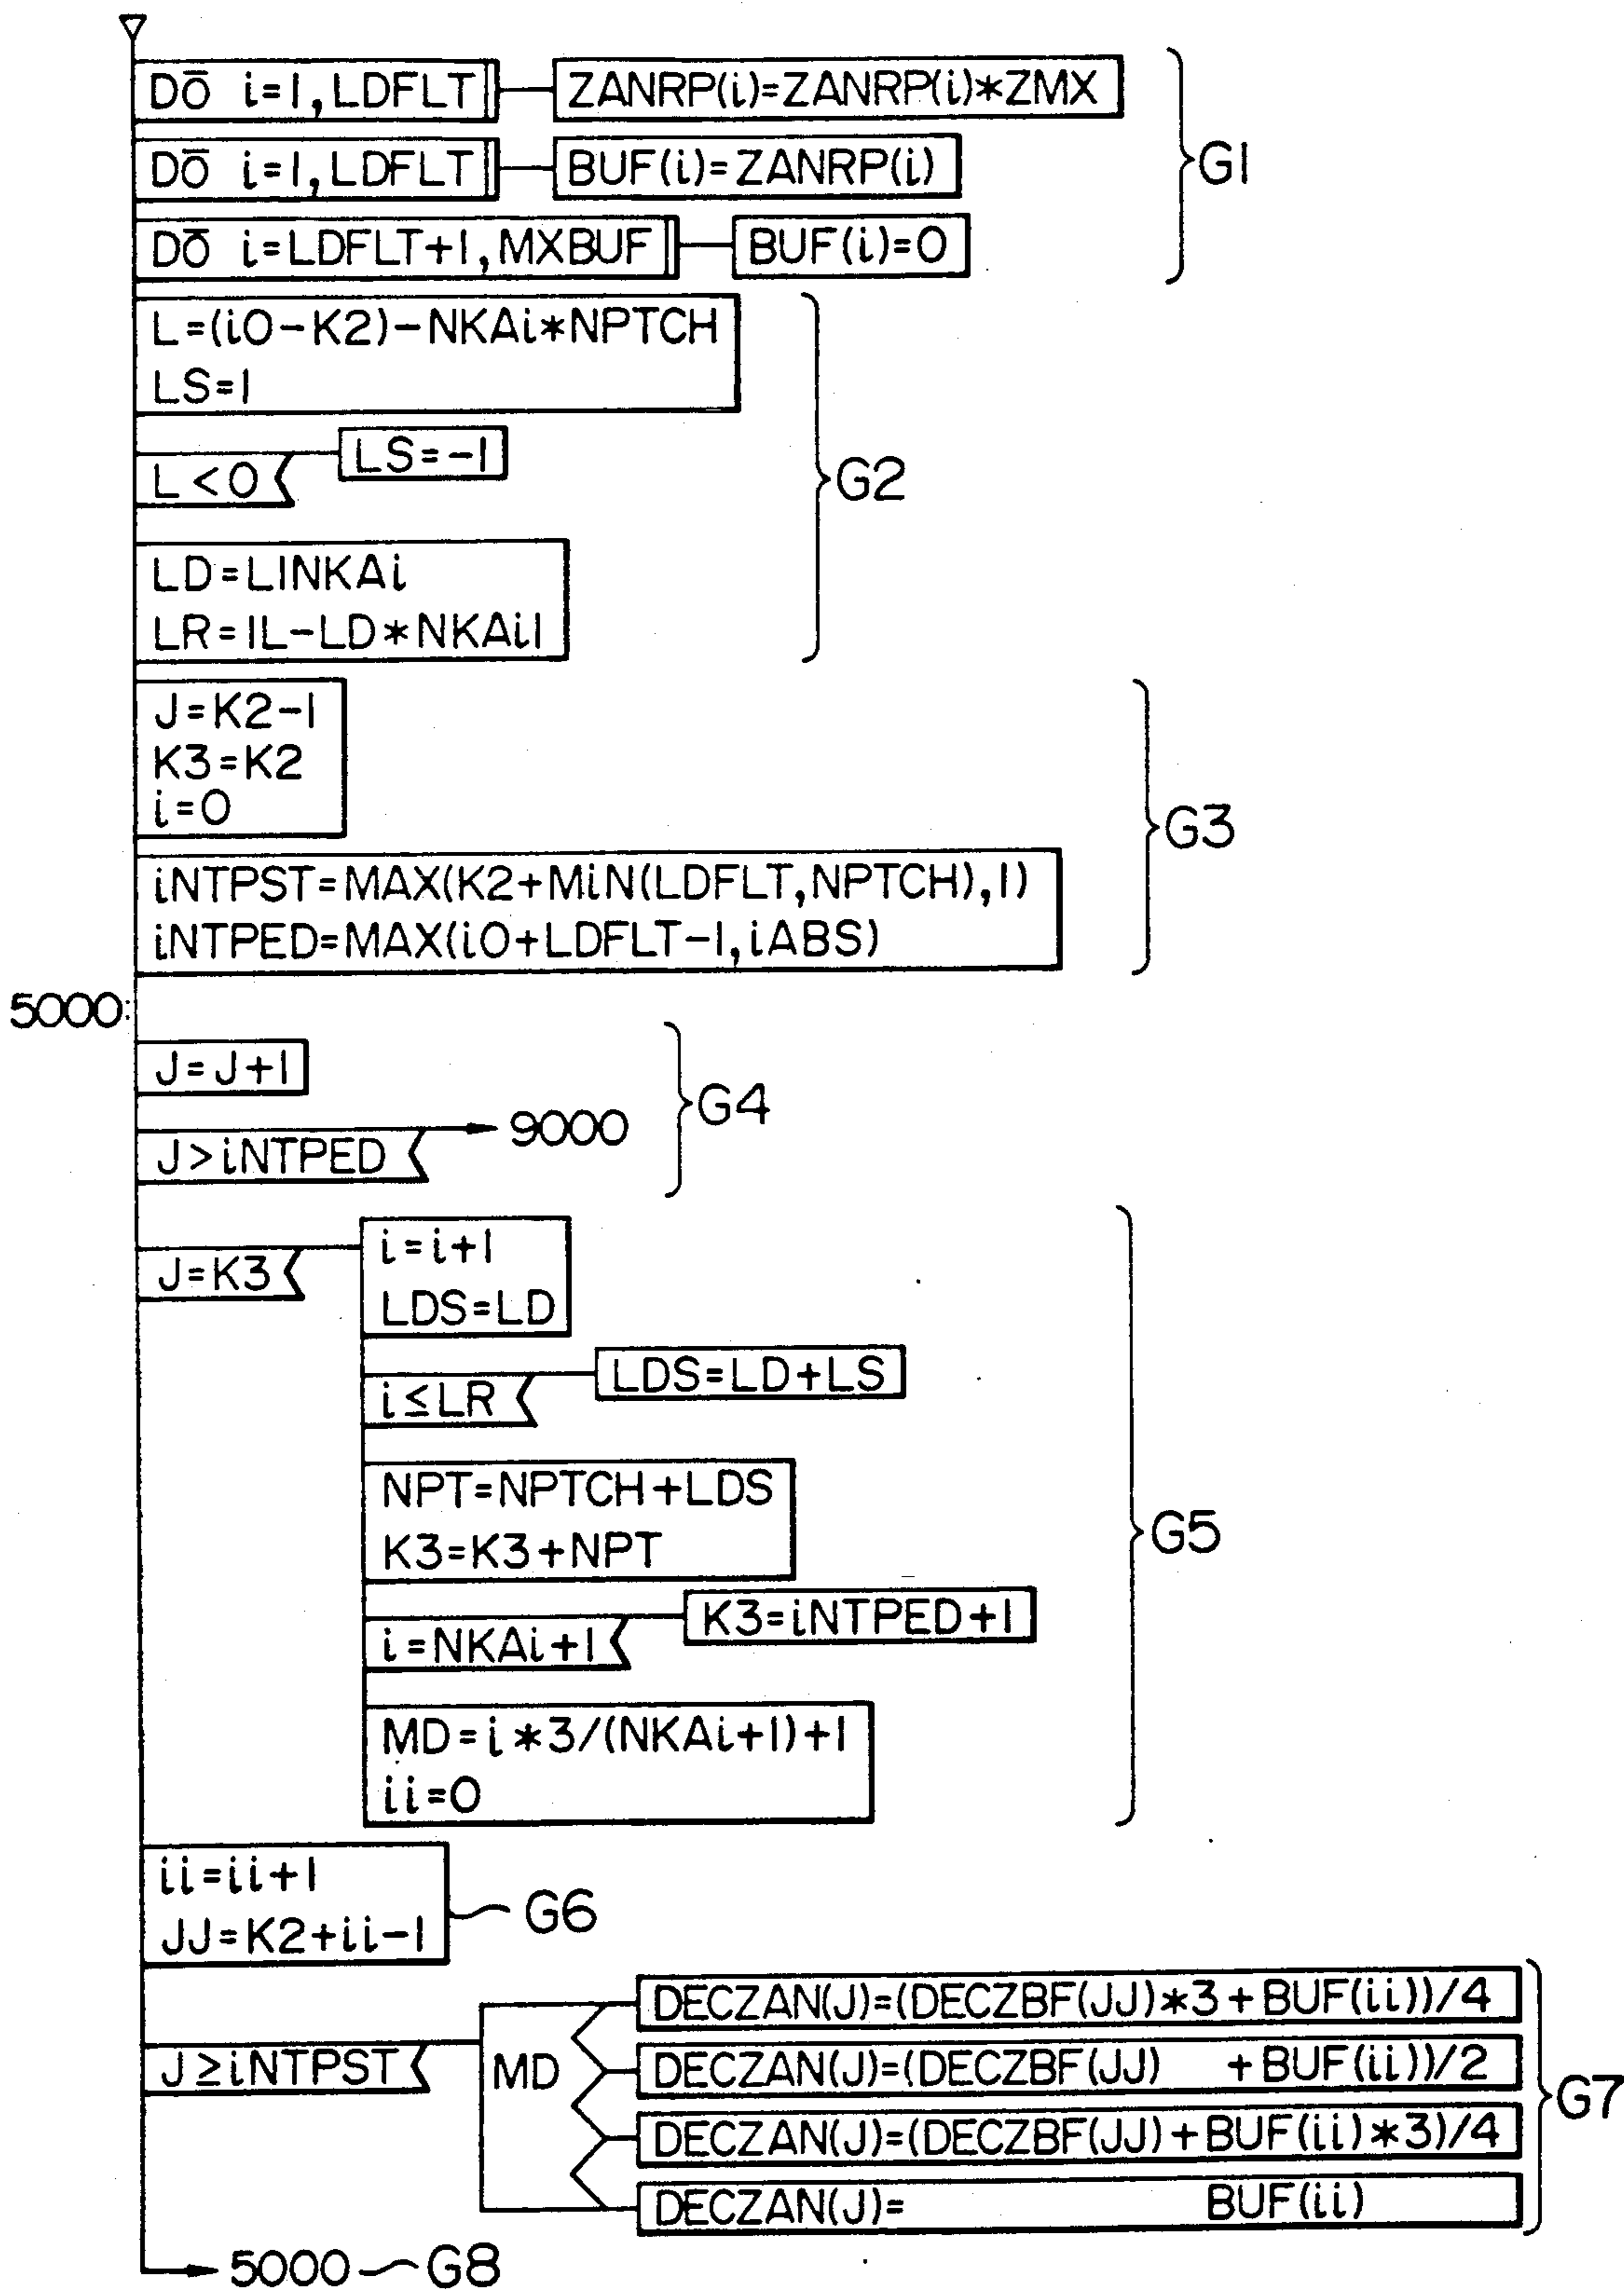 DŌ i=1,LDFLT ZANRP(i)=ZANRP(i)*ZMX
DŌ i=1,LDFLT BUF(i)=ZANRP(i)
DŌ i=LDFLT+1,MXBUF BUF(i)=0
G1
L=(i0-K2)-NKAi*NPTCH
LS=1
LS=-1
L<0
G2
LD=L/NKAi
LR=|L-LD*NKAi|
J=K2-1
K3=K2
i=0
G3
iNTPST=MAX(K2+MiN(LDFLT,NPTCH),1)
iNTPED=MAX(i0+LDFLT-1,iABS)
5000:
J=J+1
G4
9000
J>iNTPED
J=K3
i=i+1
LDS=LD
LDS=LD+LS
i≤LR
NPT=NPTCH+LDS
K3=K3+NPT
G5
K3=iNTPED+1
i=NKAi+1
MD=i*3/(NKAi+1)+1
ii=0
ii=ii+1
JJ=K2+ii-1
G6
DECZAN(J)=(DECZBF(JJ)*3+BUF(ii))/4
J≥iNTPST MD DECZAN(J)=(DECZBF(JJ) +BUF(ii))/2
G7
DECZAN(J)=(DECZBF(JJ)+BUF(ii)*3)/4
DECZAN(J)= BUF(ii)
5000 G8